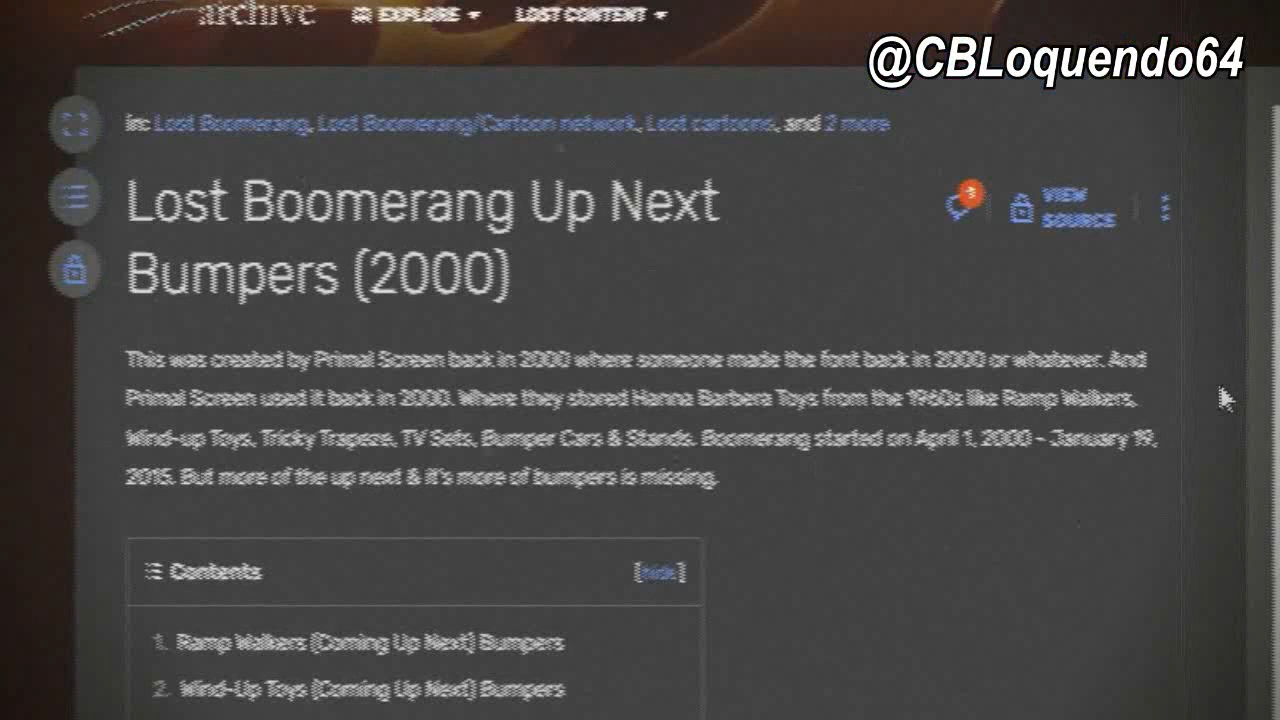 archive EXPLORE LOST CONTENT
@CBLoquendo64
in: Lost Boomerang, Lost Boomerang/Cartoon network, Lost cartoons, and 2 more
Lost Boomerang Up Next
Bumpers (2000)
3
VIEW
SOURCE
This was created by Primal Screen back in 2000 where someone made the font back in 2000 or whatever. And
Primal Screen used it back in 2000. Where they stored Hanna Barbera Toys from the 1960s like Ramp Walkers,
Wind-up Toys, Tricky Trapeze, TV Sets, Bumper Cars & Stands. Boomerang started on April 1, 2000 - January 19,
2015. But more of the up next & it's more of bumpers is missing.
Contents [hide]
1. Ramp Walkers (Coming Up Next) Bumpers
2. Wind-Up Toys (Coming Up Next) Bumpers